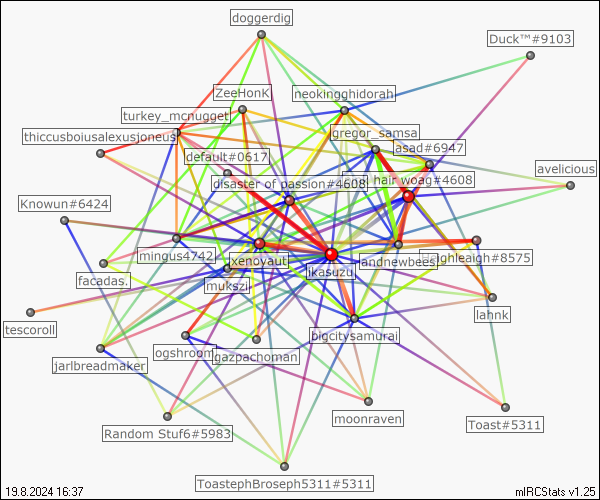 doggerdig
Duck™#9103
ZeeHonK
neokingghidorah
turkey_mcnugget
gregor_samsa
thiccusboiusalexusjoneus
default#0617
asad#6947
avelicious
disaster of passion#4608
hair woag#4608
Knowun#6424
mingus4742
xenoyaut
andnewbees
leighleaigh#8575
facadas.
mukszi
ikasuzu
lahnk
tescoroll
bigcitysamurai
ogshroom
gazpachoman
jarlbreadmaker
moonraven
Random Stuf6#5983
Toast#5311
ToastephBroseph5311#5311
19.8.2024 16:37
mIRCStats v1.25